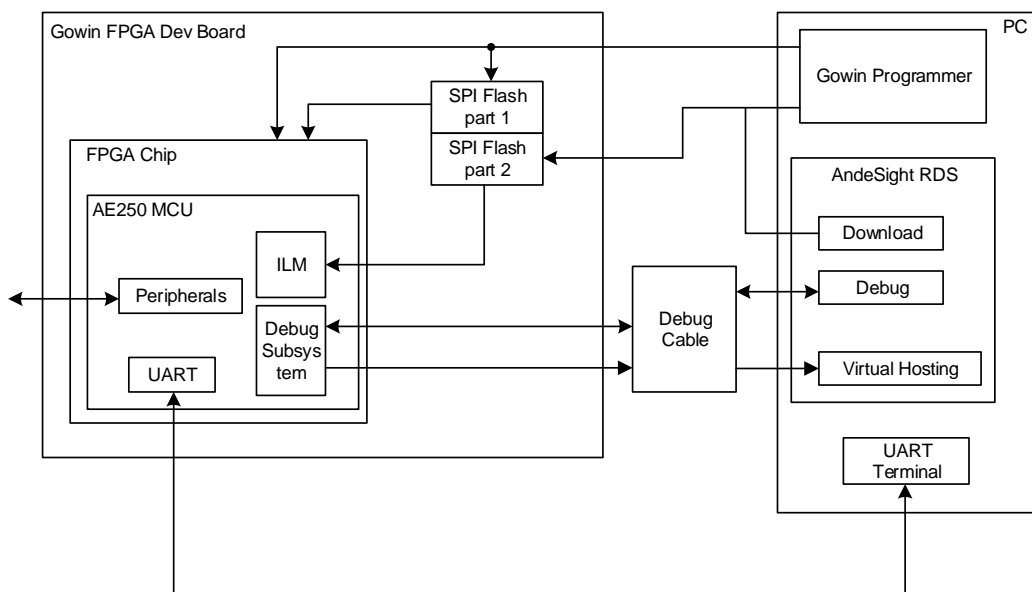 Gowin FPGA Dev Board
PC
Gowin Programmer
SPI Flash
part 1
SPI Flash
part 2
FPGA Chip
AndeSight RDS
AE250 MCU
Download
ILM
Peripherals
Debug
Debug
Subsys
tem
Debug
Cable
UART
Virtual Hosting
UART
Terminal